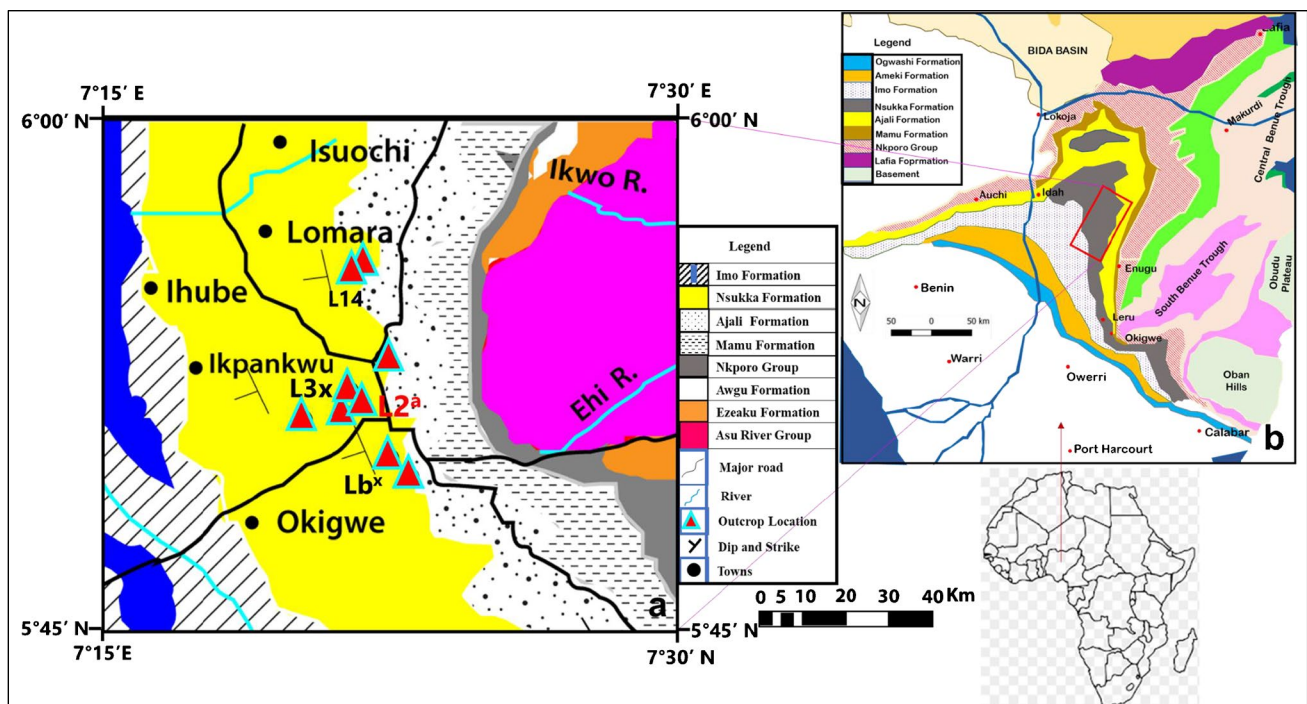 7°15′ E
7°30′ E
6°00′ N
6°00′ N
Isuochi
Ikwo R.
Lomara
L14
Ihube
Ikpankwu
L3x
L2ȧ
Ehi R.
Lbˣ
Okigwe
a
5°45′ N
5°45′ N
7°15′E
7°30′ N
Legend
Imo Formation
Nsukka Formation
Ajali Formation
Mamu Formation
Nkporo Group
Awgu Formation
Ezeaku Formation
Asu River Group
Major road
River
Outcrop Location
Dip and Strike
Towns
0 5 10 20 30 40 Km
Legend
Ogwashi Formation
Ameki Formation
Imo Formation
Nsukka Formation
Ajali Formation
Mamu Formation
Nkporo Group
Lafia Foprmation
Basement
BIDA BASIN
Lafia
Lokoja
Makurdi
Central Benue Trough
Auchi
Idah
Enugu
South Benue Trough
Obudu
Plateau
Benin
Z
50 0 50 km
Leru
Okigwe
Warri
Owerri
Oban
Hills
Calabar
Port Harcourt
b